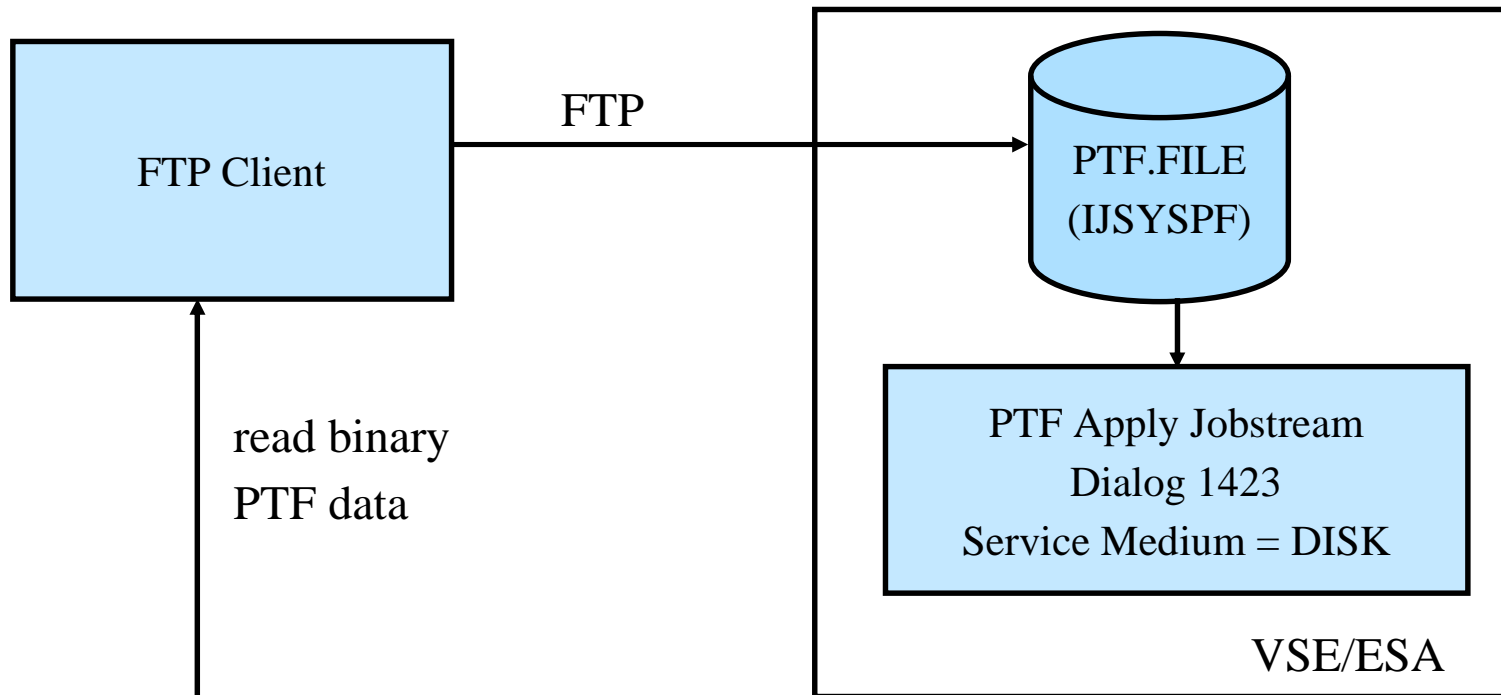 FTP Client
FTP
PTF.FILE
(IJSYSPF)
read binary
PTF data
PTF Apply Jobstream
Dialog 1423
Service Medium = DISK
VSE/ESA